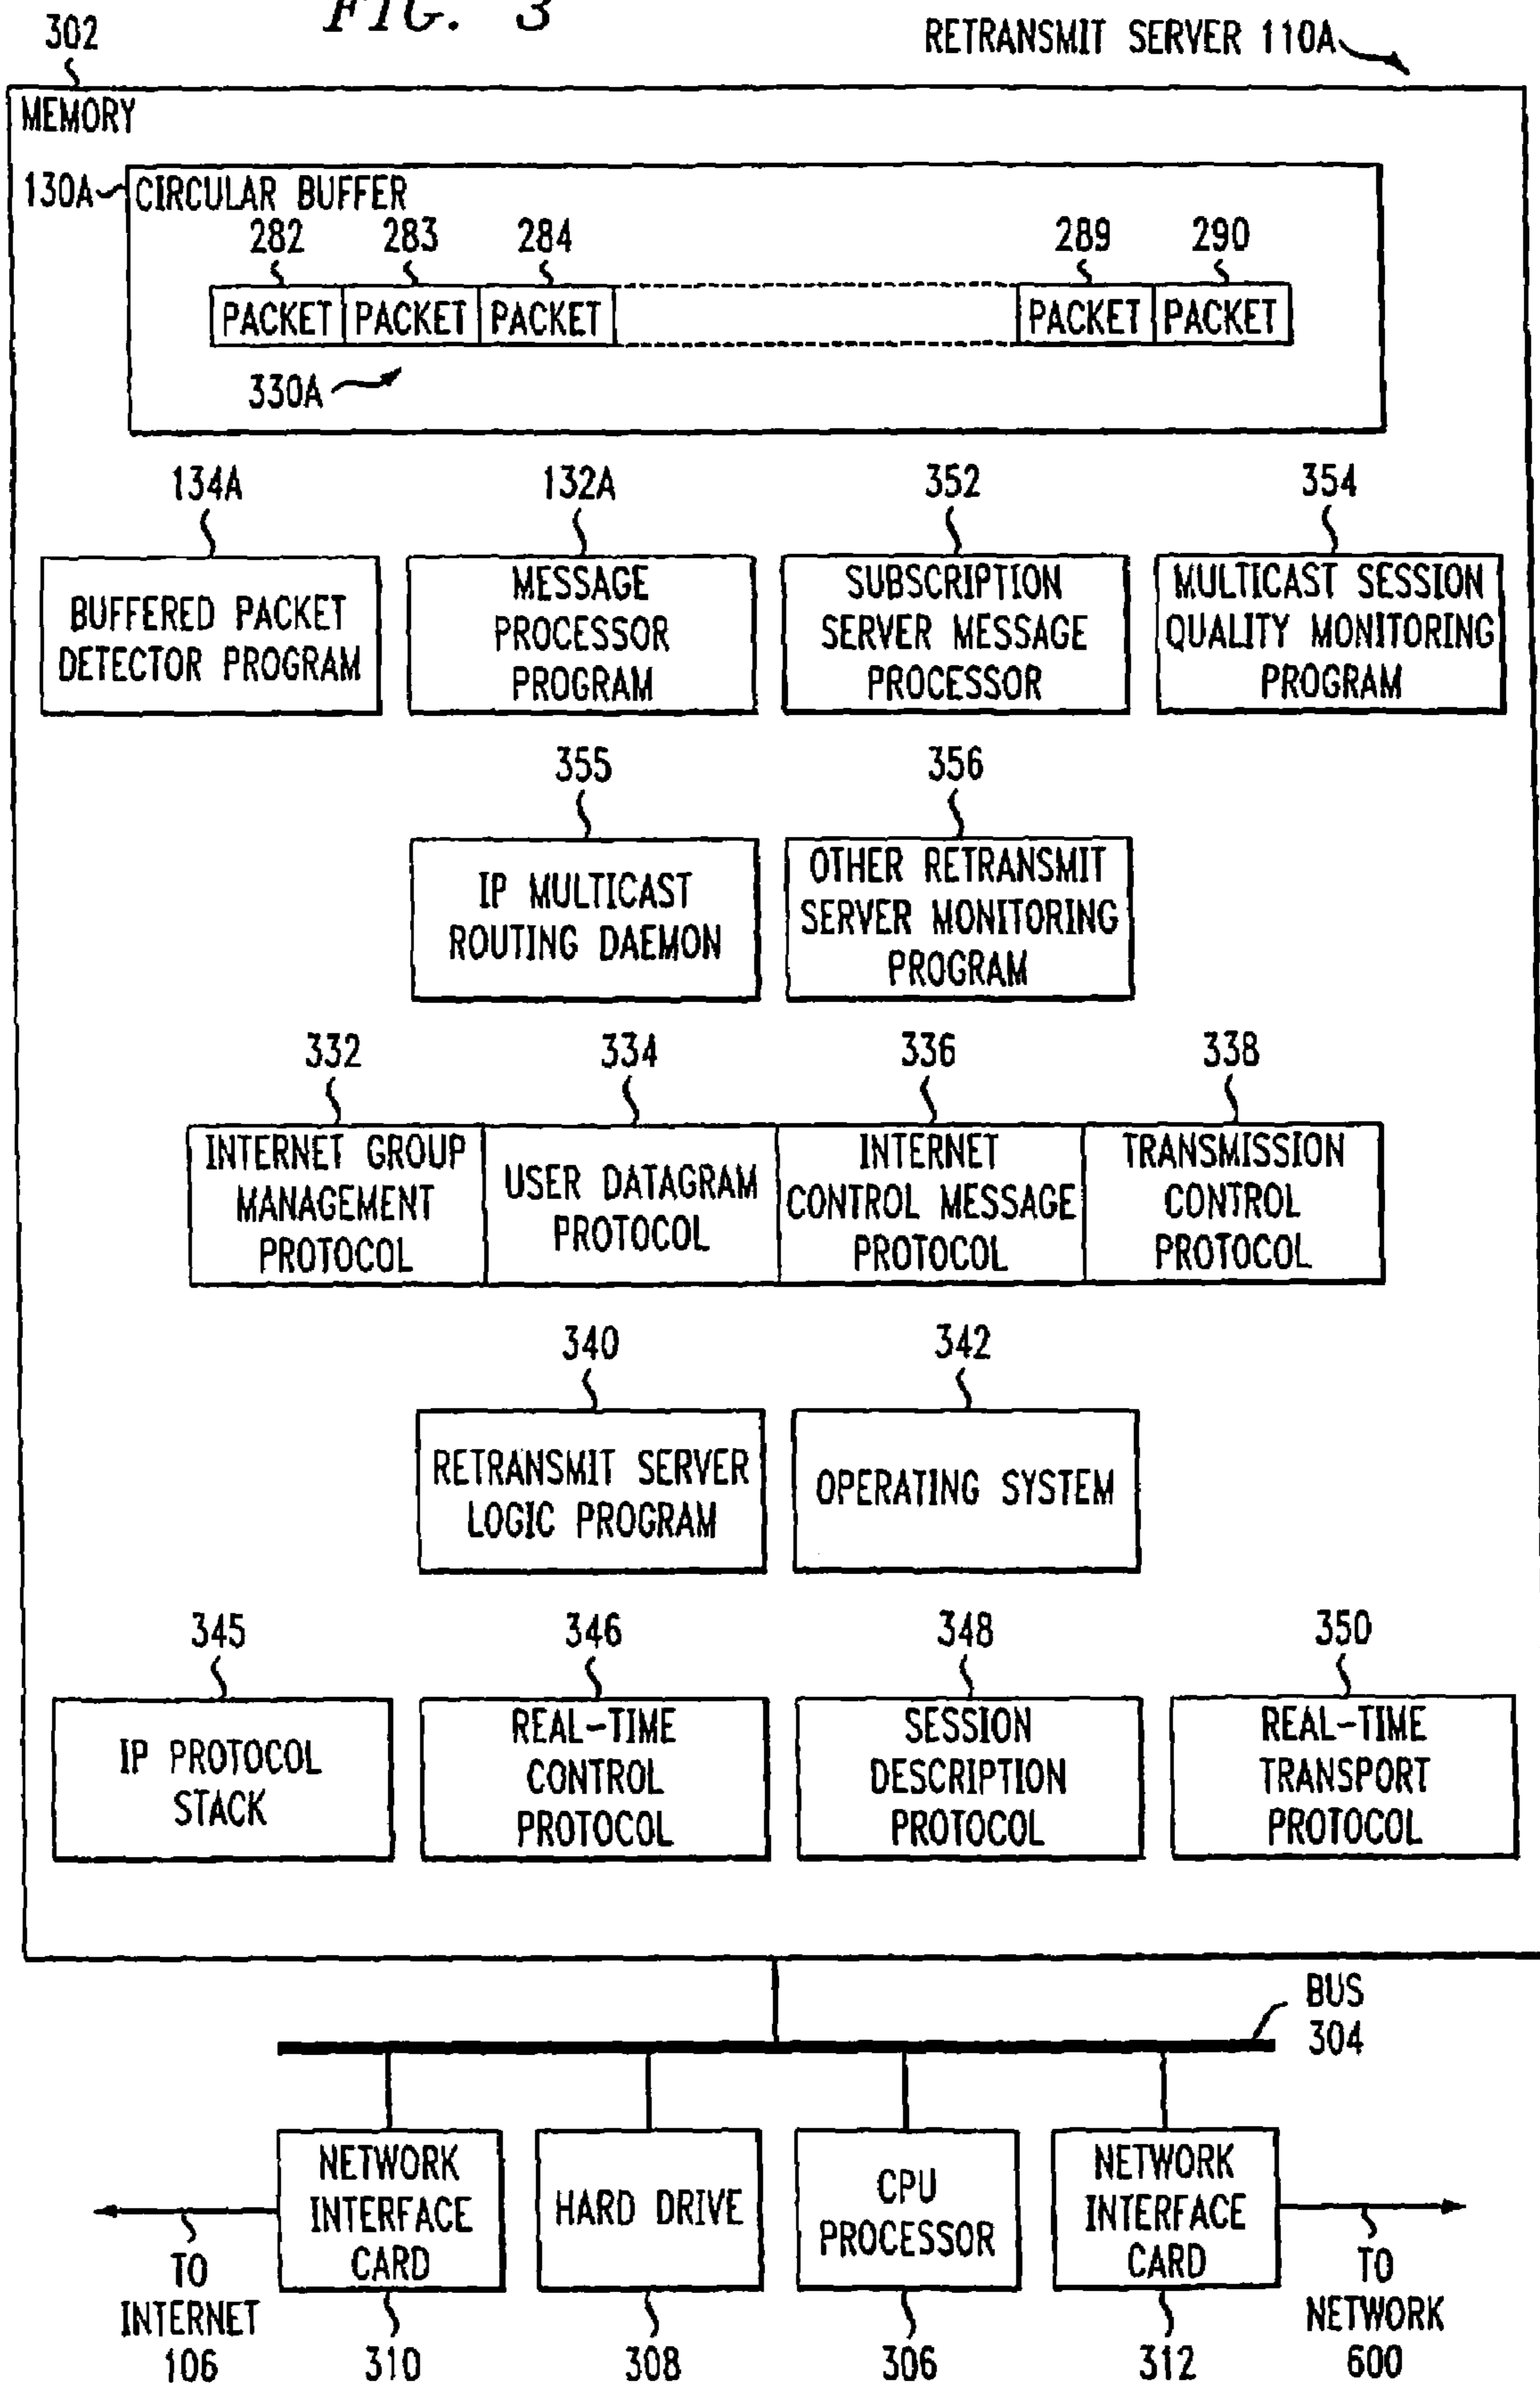 FIG. 3
302
RETRANSMIT SERVER 110A
MEMORY
130A
CIRCULAR BUFFER
282 283 284 289 290
PACKET PACKET PACKET PACKET PACKET
330A
134A 132A 352 354
BUFFERED PACKET
DETECTOR PROGRAM
MESSAGE
PROCESSOR
PROGRAM
SUBSCRIPTION
SERVER MESSAGE
PROCESSOR
MULTICAST SESSION
QUALITY MONITORING
PROGRAM
355 356
IP MULTICAST
ROUTING DAEMON
OTHER RETRANSMIT
SERVER MONITORING
PROGRAM
332 334 336 338
INTERNET GROUP
MANAGEMENT
PROTOCOL
USER DATAGRAM
PROTOCOL
INTERNET
CONTROL MESSAGE
PROTOCOL
TRANSMISSION
CONTROL
PROTOCOL
340 342
RETRANSMIT SERVER
LOGIC PROGRAM
OPERATING SYSTEM
345 346 348 350
IP PROTOCOL
STACK
REAL-TIME
CONTROL
PROTOCOL
SESSION
DESCRIPTION
PROTOCOL
REAL-TIME
TRANSPORT
PROTOCOL
BUS
304
NETWORK
INTERFACE
CARD
HARD DRIVE
CPU
PROCESSOR
NETWORK
INTERFACE
CARD
TO
INTERNET
106
310
308
306
312
TO
NETWORK
600